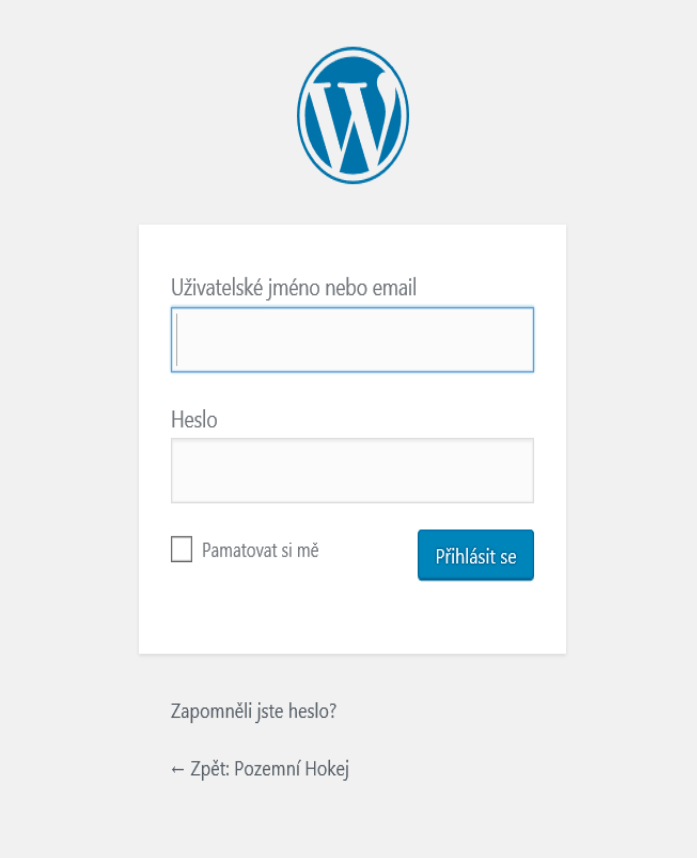 Uživatelské jméno nebo email
Heslo
Pamatovat si mě
Přihlásit se
Zapomněli jste heslo?
← Zpět: Pozemní Hokej